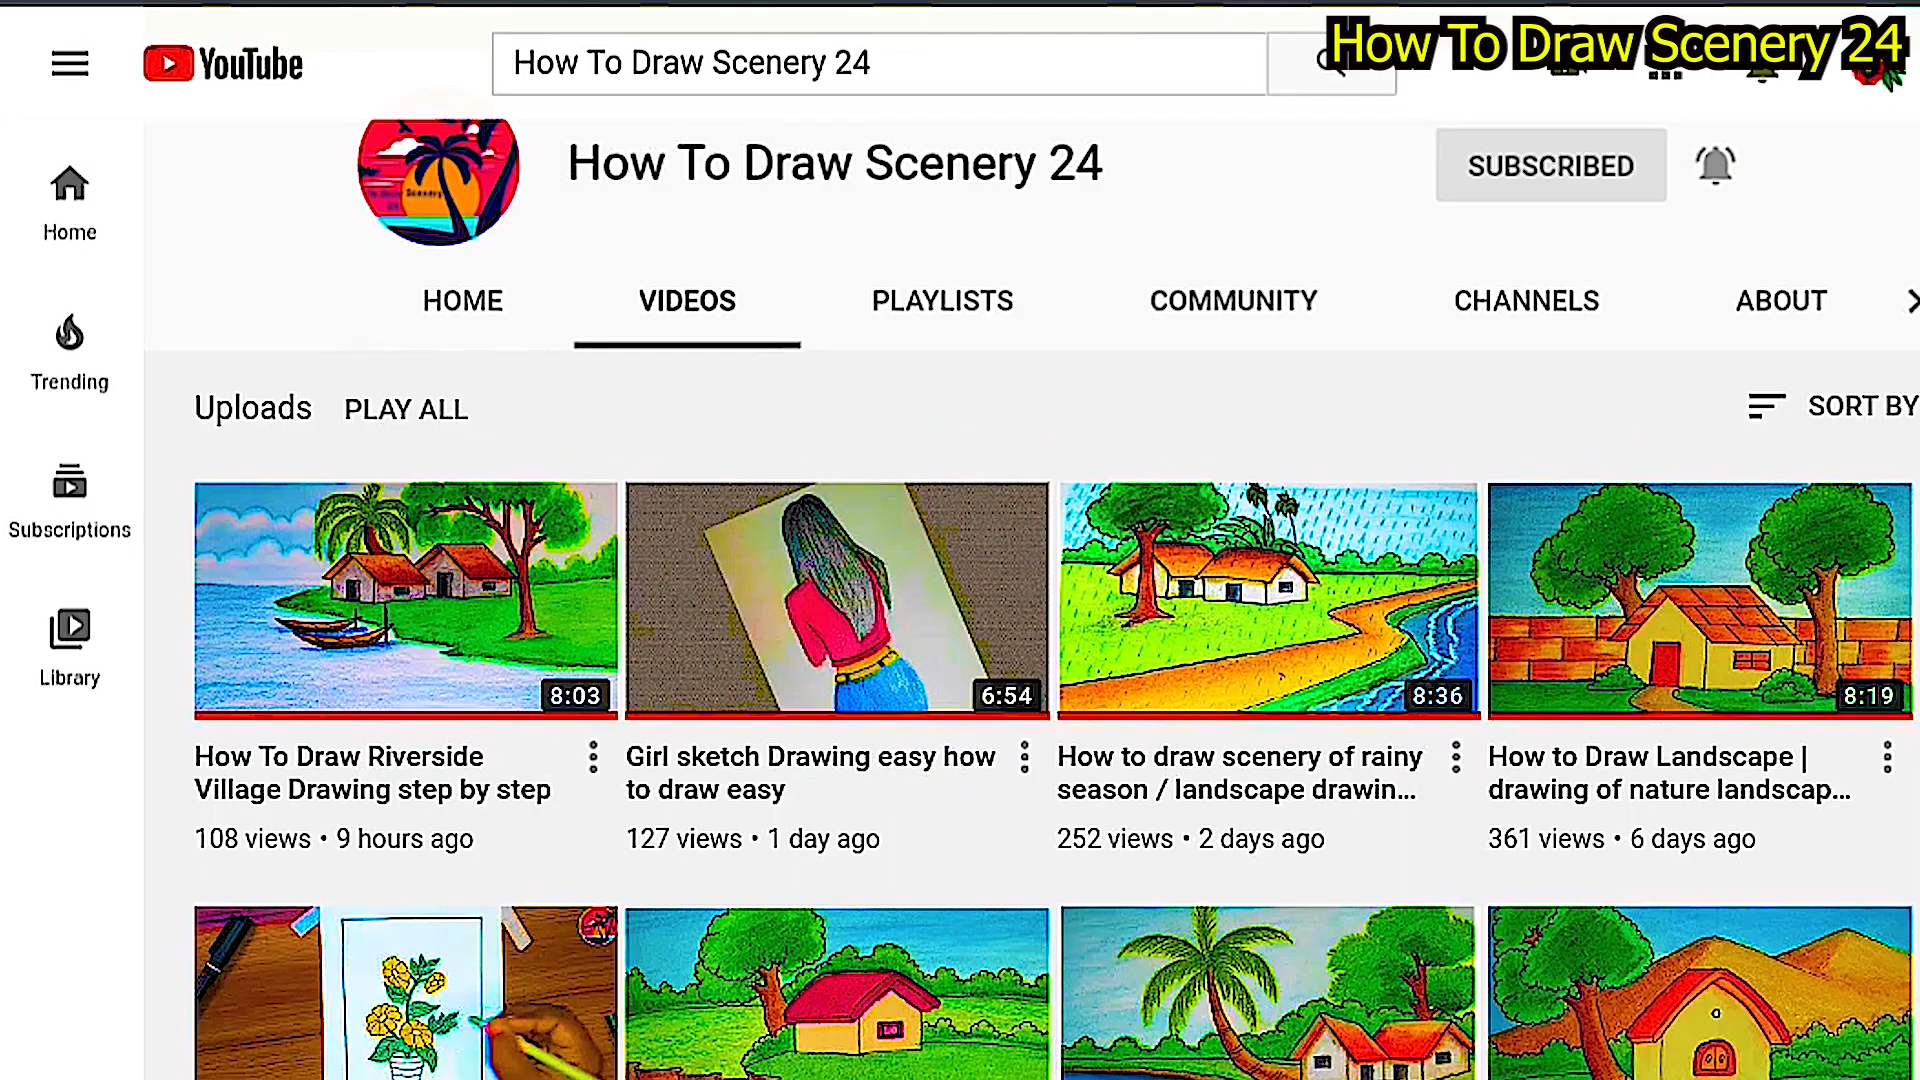 How To Draw Scenery 24
YouTube
How To Draw Scenery 24
How To Draw Scenery 24
SUBSCRIBED
Home
HOME
VIDEOS
PLAYLISTS
COMMUNITY
CHANNELS
ABOUT
Trending
Uploads
PLAY ALL
SORT BY
Subscriptions
Library
8:03
6:54
8:36
8:19
How To Draw Riverside
Village Drawing step by step
108 views • 9 hours ago
Girl sketch Drawing easy how
to draw easy
127 views • 1 day ago
How to draw scenery of rainy
season / landscape drawin...
252 views • 2 days ago
How to Draw Landscape |
drawing of nature landscap...
361 views • 6 days ago